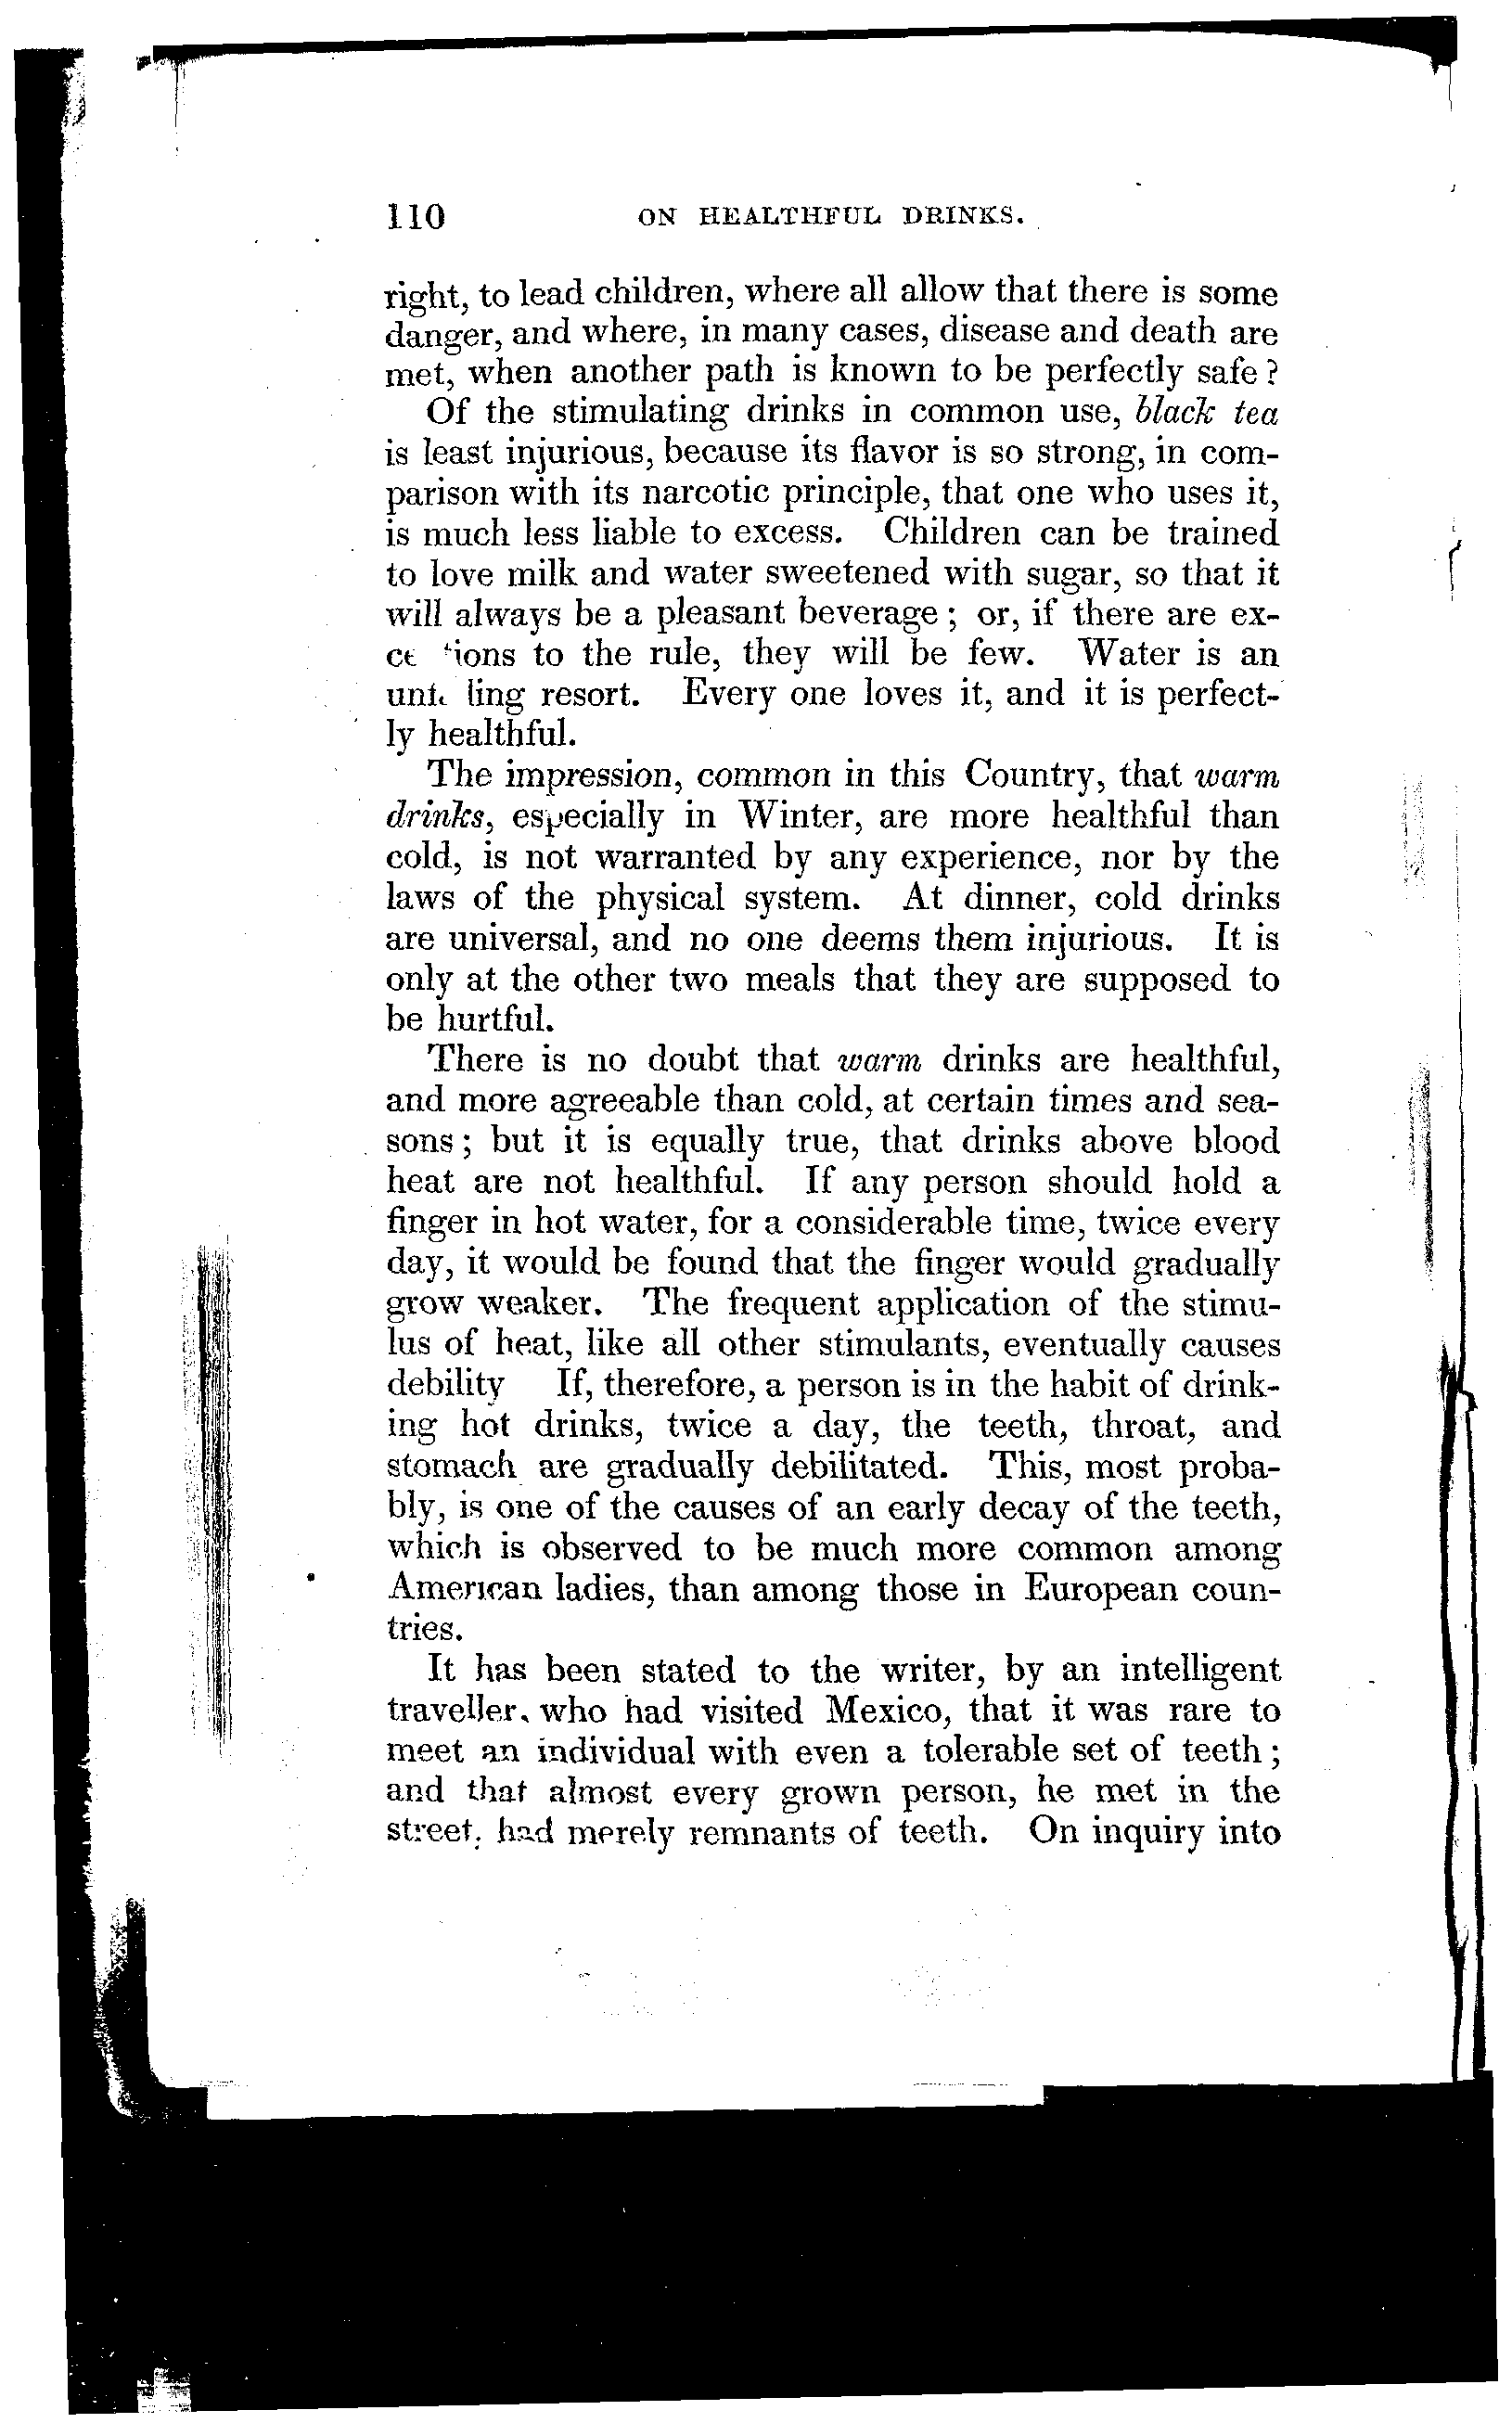 110 ON HEALTHFUL DRINKS.
right, to lead children, where all allow that there is some
danger, and where, in many cases, disease and death are
met, when another path is known to be perfectly safe?
Of the stimulating drinks in common use, black tea
is least injurious, because its flavor is so strong, in com-
parison with its narcotic principle, that one who uses it,
is much less liable to excess. Children can be trained
to love milk and water sweetened with sugar, so that it
will always be a pleasant beverage; or, if there are ex-
to the rule, they will be few. Water is an
resort. Every one loves it, and it is perfect-
ly healthful.
The impression, common in this Country, that warm
drinks, especially in Winter, are more healthful than
cold, is not warranted by any experience, nor by the
laws of the physical system. At dinner, cold drinks
are universal, and no one deems them injurious. It is
only at the other two meals that they are supposed to
be hurtful.
There is no doubt that warm drinks are healthful,
and more agreeable than cold, at certain times and sea-
sons; but it is equally true, that drinks above blood
heat are not healthful. If any person should hold a
finger in hot water, for a considerable time, twice every
day, it would be found that the finger would gradually
grow weaker. The frequent application of the stimu-
lus of heat, like all other stimulants, eventually causes
debility If, therefore, a person is in the habit of drink-
ing hot drinks, twice a day, the teeth, throat, and
stomach are gradually debilitated. This, most proba-
bly, is one of the causes of an early decay of the teeth,
which is observed to be much more common among
American ladies, than among those in European coun-
tries.
It has been stated to the writer, by an intelligent
traveller, who had visited Mexico, that it was rare to
meet an individual with even a tolerable set of teeth;
and that almost every grown person, he met in the
street, had merely remnants of teeth. On inquiry into